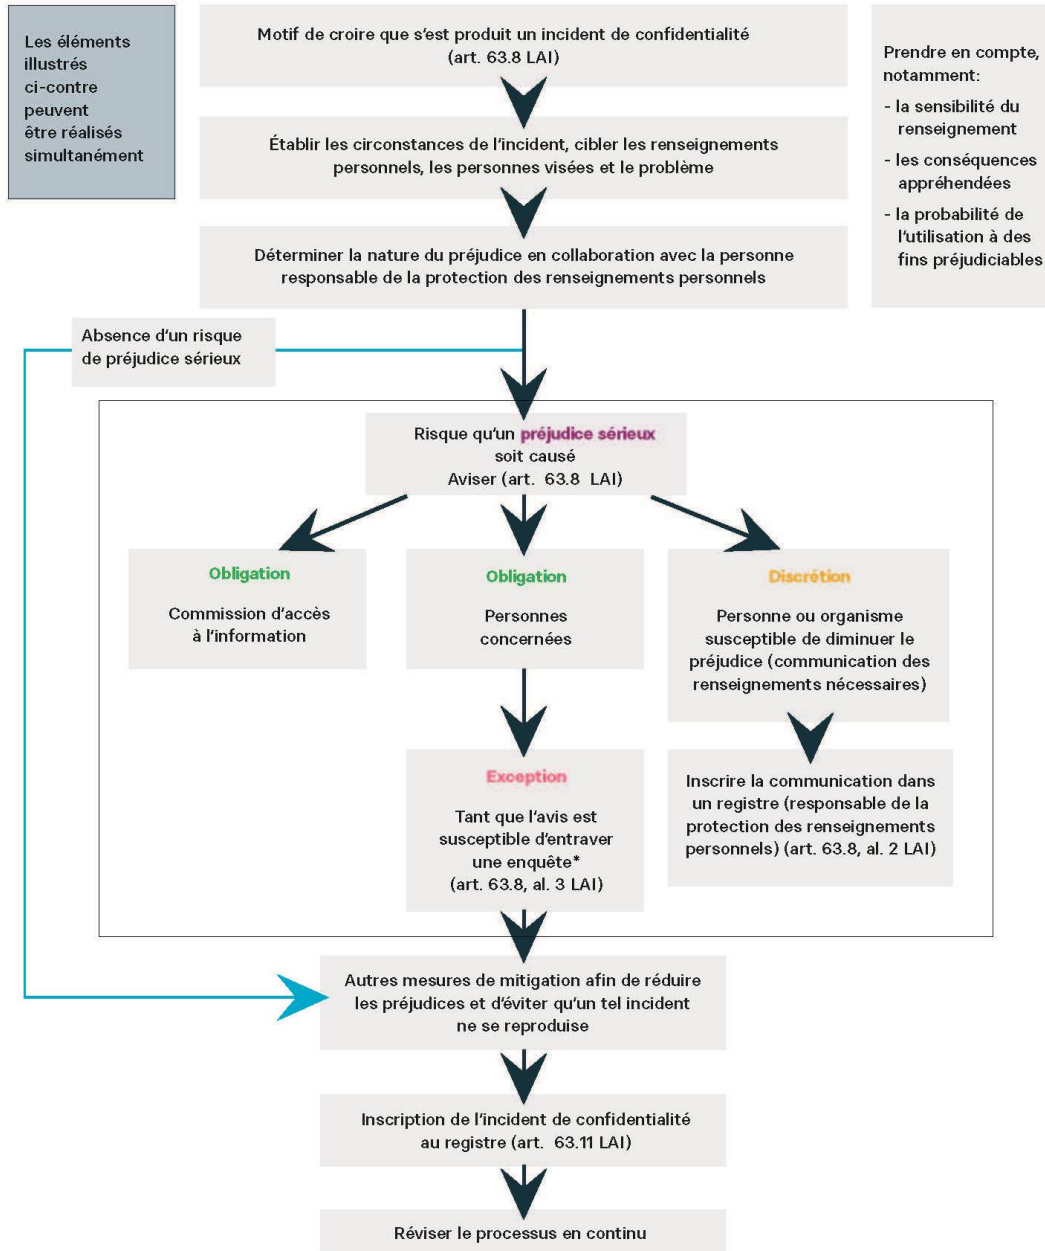 Les éléments
illustrés
ci-contre
peuvent
être réalisés
simultanément
Motif de croire que s'est produit un incident de confidentialité
(art. 63.8 LAI)
Prendre en compte,
notamment:
- la sensibilité du
renseignement
- les conséquences
appréhendées
- la probabilité de
l'utilisation à des
fins préjudiciables
Établir les circonstances de l'incident, cibler les renseignements
personnels, les personnes visées et le problème
Déterminer la nature du préjudice en collaboration avec la personne
responsable de la protection des renseignements personnels
Absence d'un risque
de préjudice sérieux
Risque qu'un préjudice sérieux
soit causé
Aviser (art. 63.8 LAI)
Obligation
Commission d'accès
à l'information
Obligation
Personnes
concernées
Discrétion
Personne ou organisme
susceptible de diminuer le
préjudice (communication des
renseignements nécessaires)
Exception
Tant que l'avis est
susceptible d'entraver
une enquête*
(art. 63.8, al. 3 LAI)
Inscrire la communication dans
un registre (responsable de la
protection des renseignements
personnels) (art. 63.8, al. 2 LAI)
Autres mesures de mitigation afin de réduire
les préjudices et d'éviter qu'un tel incident
ne se reproduise
Inscription de l'incident de confidentialité
au registre (art. 63.11 LAI)
Réviser le processus en continu